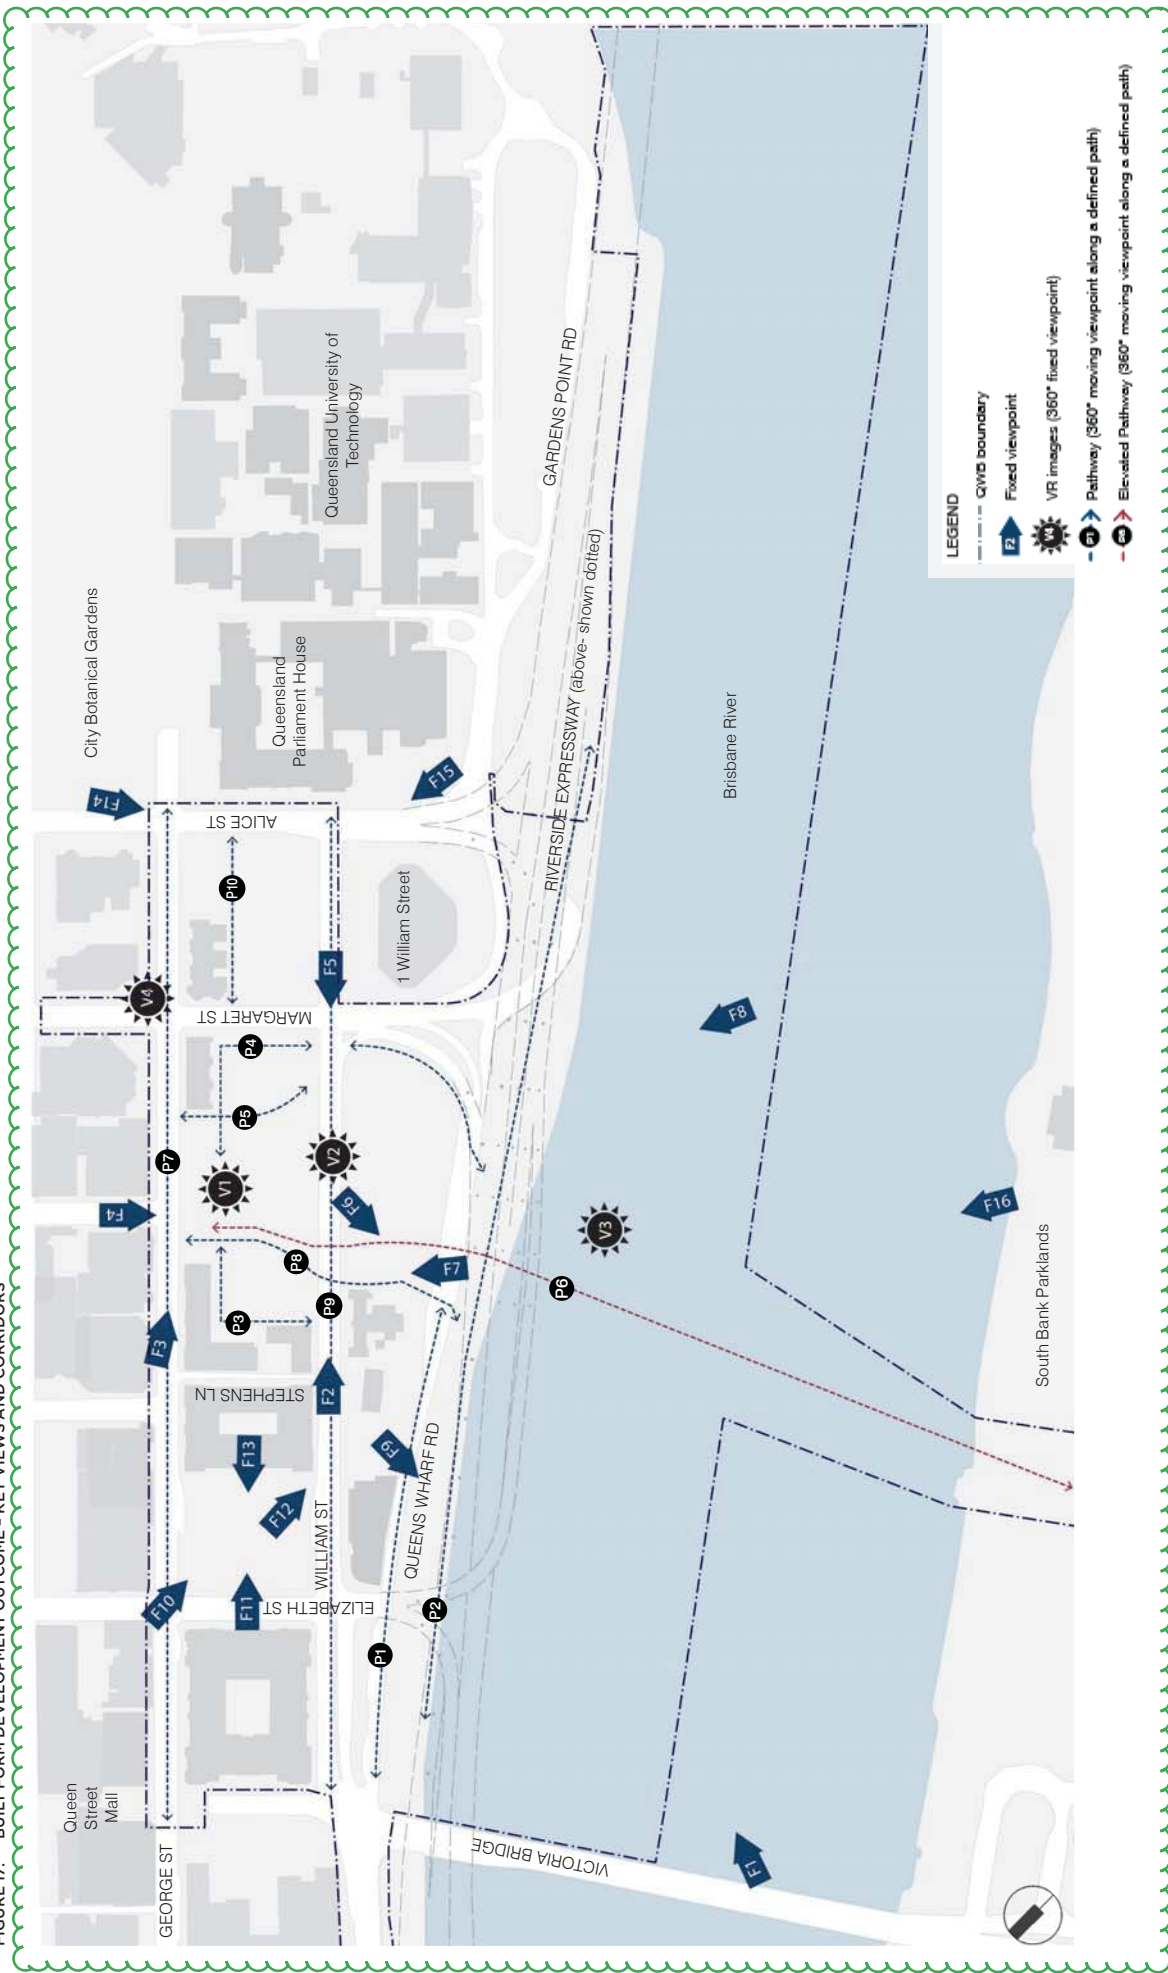 FIGURE 17: BUILT FORM DEVELOPMENT OUTCOME – KEY VIEWS AND CORRIDORS
Queen
Street
Mall
City Botanical Gardens
GEORGE ST
F10
F3
P7
F4
V4
F14
F11
F12
F13
P3
P8
V1
P5
P4
P10
Queensland
Parliament House
Queensland University of
Technology
ELIZABETH ST
STEPHENS LN
MARGARET ST
ALICE ST
WILLIAM ST
F2
P9
F6
V2
F5
1 William Street
F15
P1
P2
QUEENS WHARF RD
F9
F7
RIVERSIDE EXPRESSWAY (above- shown dotted)
GARDENS POINT RD
VICTORIA BRIDGE
P6
V3
F8
Brisbane River
F1
F16
South Bank Parklands
LEGEND
QWB boundary
F2
Fixed viewpoint
V4
VR images (360° fixed viewpoint)
P1
Pathway (360° moving viewpoint along a defined path)
Elevated Pathway (360° moving viewpoint along a defined path)